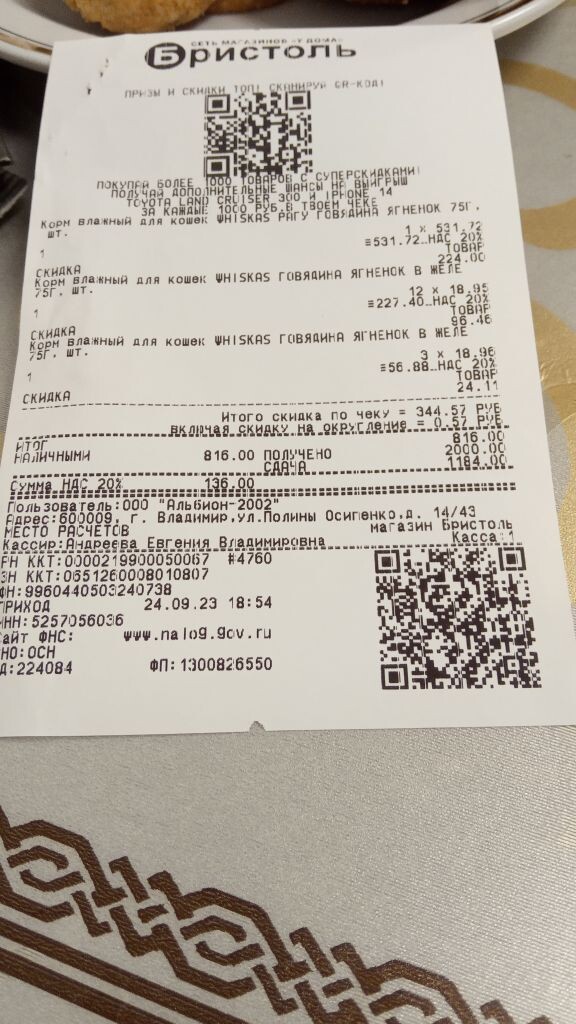 СЕТЬ МАГАЗИНОВ «У ДОМА»
Бристоль
ПРИЗЫ И СКИДКИ ТОП! СКАНИРУЙ QR-КОД!
ПОКУПАЙ БОЛЕЕ 1000 ТОВАРОВ С СУПЕРСКИДКАМИ!
ПОЛУЧАЙ ДОПОЛНИТЕЛЬНЫЕ ШАНСЫ НА ВЫИГРЫШ
TOYOTA LAND CRUISER 300 И IPHONE 14
ЗА КАЖДЫЕ 1000 РУБ.В ТВОЕМ ЧЕКЕ
Корм влажный для кошек WHISKAS РАГУ ГОВЯДИНА ЯГНЕНОК 75Г,
шт.
1 × 531.72
1 ≡531.72_НДС 20%
ТОВАР
СКИДКА 224.00
Корм влажный для кошек WHISKAS ГОВЯДИНА ЯГНЕНОК В ЖЕЛЕ
75Г, шт.
12 × 18.95
1 ≡227.40_НДС 20%
ТОВАР
СКИДКА 96.46
Корм влажный для кошек WHISKAS ГОВЯДИНА ЯГНЕНОК В ЖЕЛЕ
75Г, шт.
3 × 18.96
1 ≡56.88_НДС 20%
ТОВАР
СКИДКА 24.11
Итого скидка по чеку = 344.57 РУБ
включая скидку на округление = 0.57 РУБ
ИТОГ 816.00
НАЛИЧНЫМИ 816.00 ПОЛУЧЕНО 2000.00
СДАЧА 1184.00
Сумма НДС 20% 136.00
Пользователь:ООО "Альбион-2002"
Адрес:600009, г. Владимир,ул.Полины Осипенко,д. 14/43
МЕСТО РАСЧЕТОВ магазин Бристоль
Кассир:Андреева Евгения Владимировна Касса:1
РН ККТ:0000219900050067 #4760
ЗН ККТ:0651260008010807
ФН:9960440503240738
ПРИХОД 24.09.23 18:54
ИНН:5257056036
Сайт ФНС: www.nalog.gov.ru
СНО:ОСН
ФД:224084 ФП:1300826550